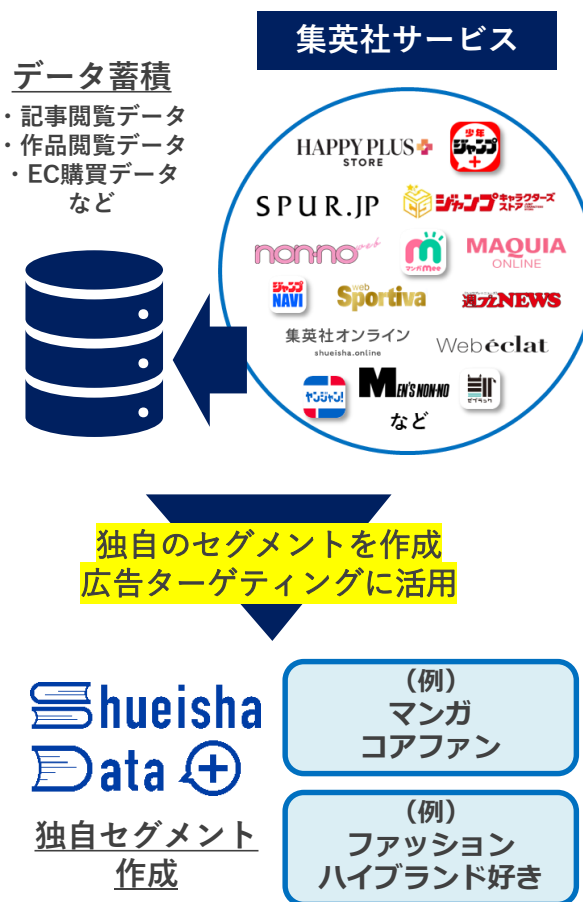 集英社サービス
データ蓄積
・記事閲覧データ
・作品閲覧データ
・EC購買データ
など
HAPPY PLUS
STORE
少年
ジャンプ
+
SPUR.JP
ジャンプキャラクターズ
ストア
non-no web
マンガMee
MAQUIA
ONLINE
ジャンプ
NAVI
web
Sportiva
週プレNEWS
集英社オンライン
shueisha.online
Webéclat
ヤンジャン!
MEN'S NON-NO
ゼブラック
など
独自のセグメントを作成
広告ターゲティングに活用
Shueisha
Data +
独自セグメント
作成
（例）
マンガ
コアファン
（例）
ファッション
ハイブランド好き